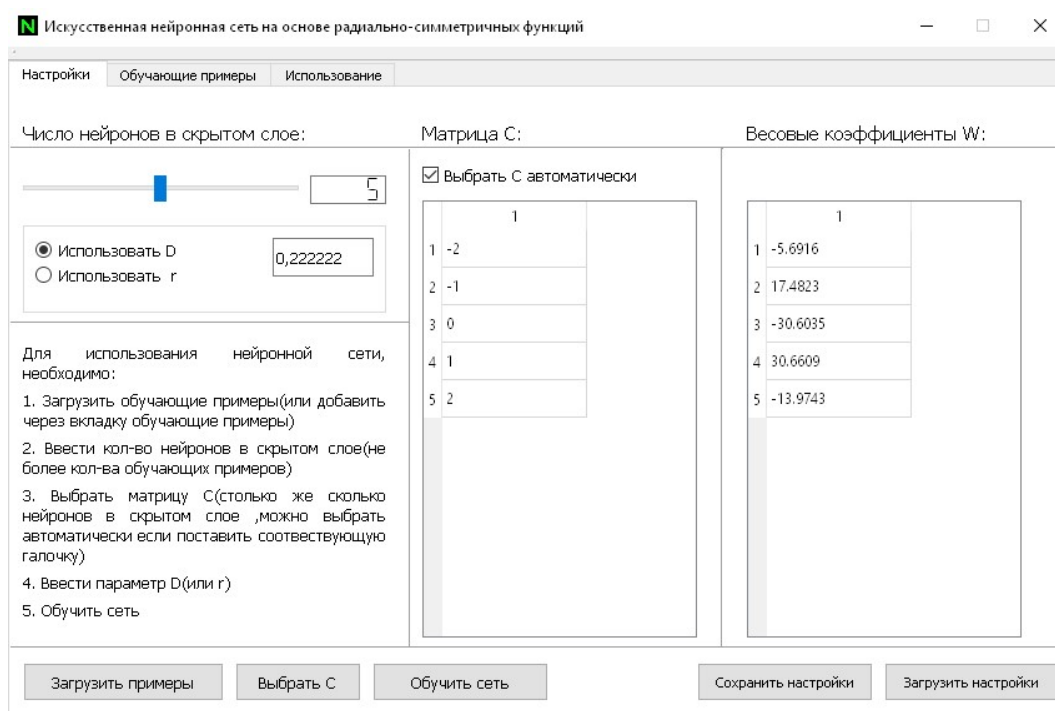 Искусственная нейронная сеть на основе радиально-симметричных функций
Настройки Обучающие примеры Использование
Число нейронов в скрытом слое:
5
Использовать D
Использовать r
0,222222
Для использования нейронной сети,
необходимо:
1. Загрузить обучающие примеры(или добавить
через вкладку обучающие примеры)
2. Ввести кол-во нейронов в скрытом слое(не
более кол-ва обучающих примеров)
3. Выбрать матрицу С(столько же сколько
нейронов в скрытом слое ,можно выбрать
автоматически если поставить соотвествующую
галочку)
4. Ввести параметр D(или r)
5. Обучить сеть
Матрица С:
Выбрать С автоматически
1
1 -2
2 -1
3 0
4 1
5 2
Весовые коэффициенты W:
1
1 -5.6916
2 17.4823
3 -30.6035
4 30.6609
5 -13.9743
Загрузить примеры Выбрать С Обучить сеть Сохранить настройки Загрузить настройки